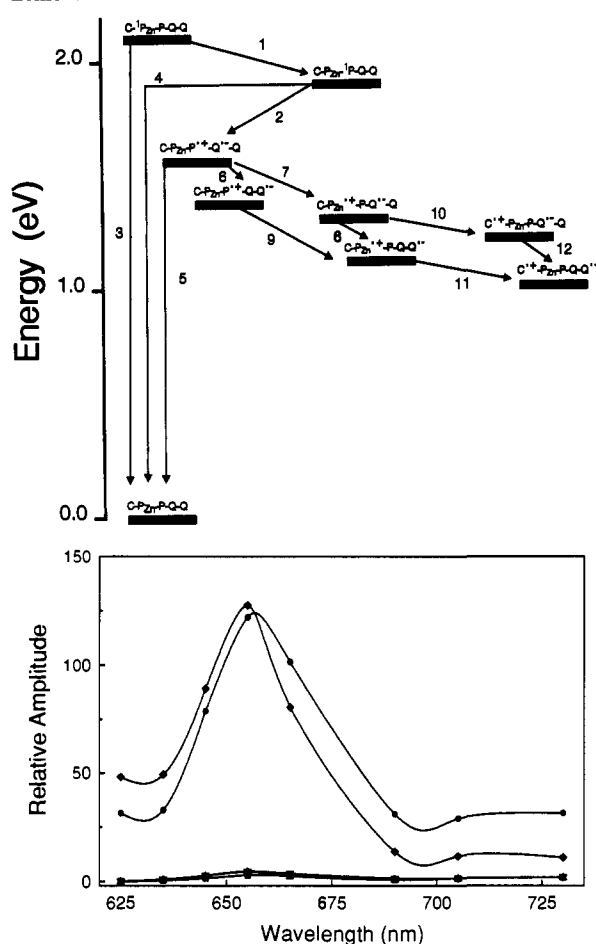 C-¹PZn-P-Q-Q
1
2.0
C-PZn-¹P-Q-Q
4
2
C-PZn-P•+-Q•--Q
6
7
C-PZn-P•+-Q-Q•-
C-PZn•+-P-Q•--Q
10
3
6
C•+-PZn-P-Q•--Q
9
12
C-PZn•+-P-Q-Q•-
5
11
C•+-PZn-P-Q-Q•-
1.0
Energy (eV)
C-PZn-P-Q-Q
0.0
150
100
50
0
Relative Amplitude
625
650
675
700
725
Wavelength (nm)